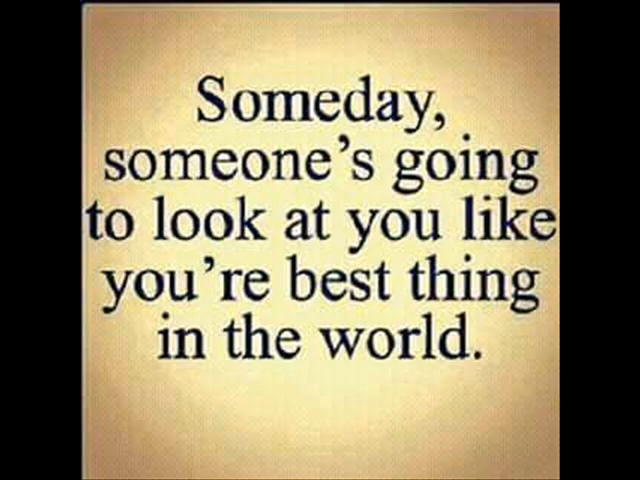 Someday,
someone’s going
to look at you like
you’re best thing
in the world.